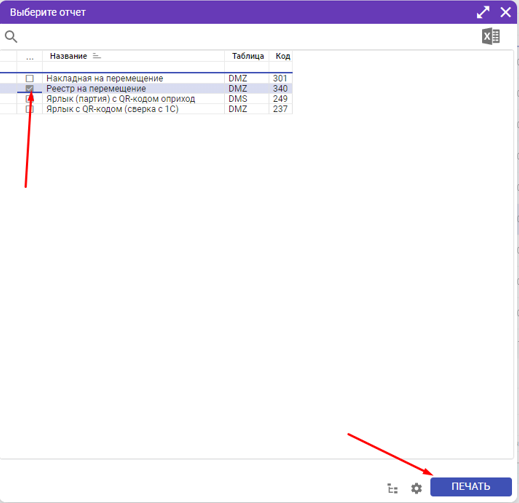 Выберите отчет
... Название Таблица Код
Накладная на перемещение DMZ 301
Реестр на перемещение DMZ 340
Ярлык (партия) с QR-кодом оприход DMS 249
Ярлык с QR-кодом (сверка с 1С) DMZ 237
ПЕЧАТЬ